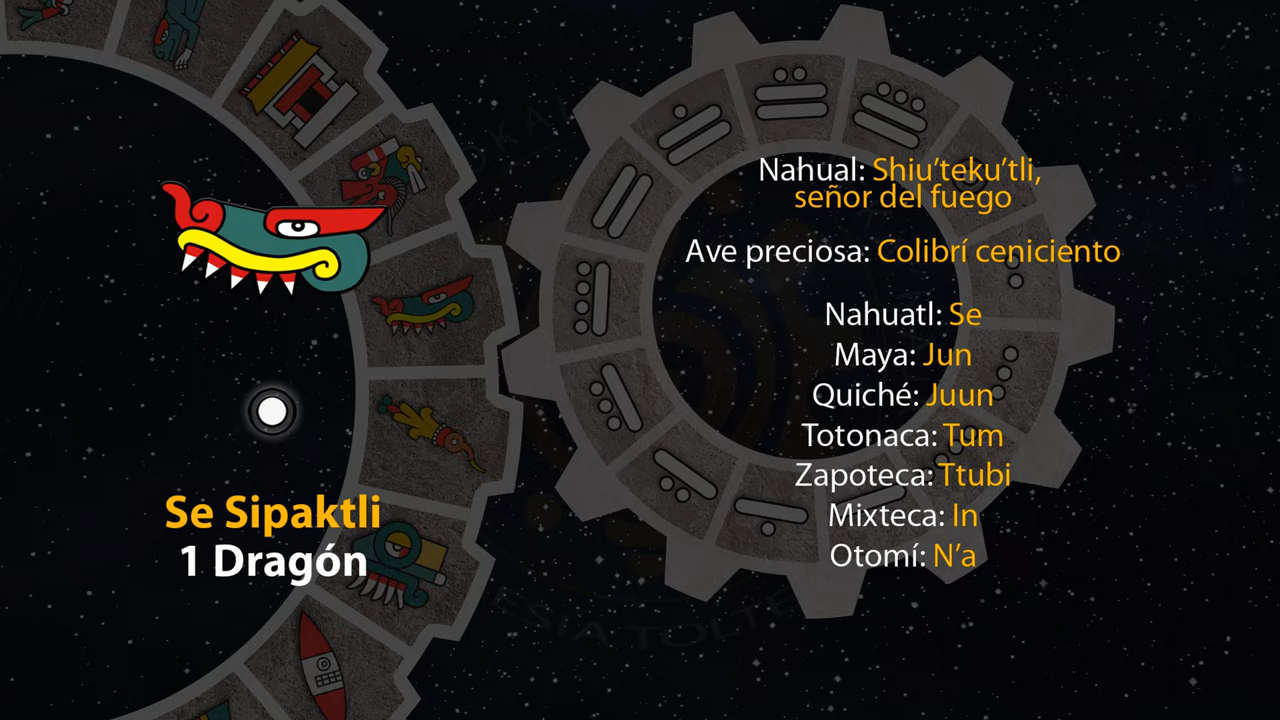 Se Sipaktli
1 Dragón
Nahual: Shiu’teku’tli,
señor del fuego
Ave preciosa: Colibrí ceniciento
Nahuatl: Se
Maya: Jun
Quiché: Juun
Totonaca: Tum
Zapoteca: Ttubi
Mixteca: In
Otomí: N’a